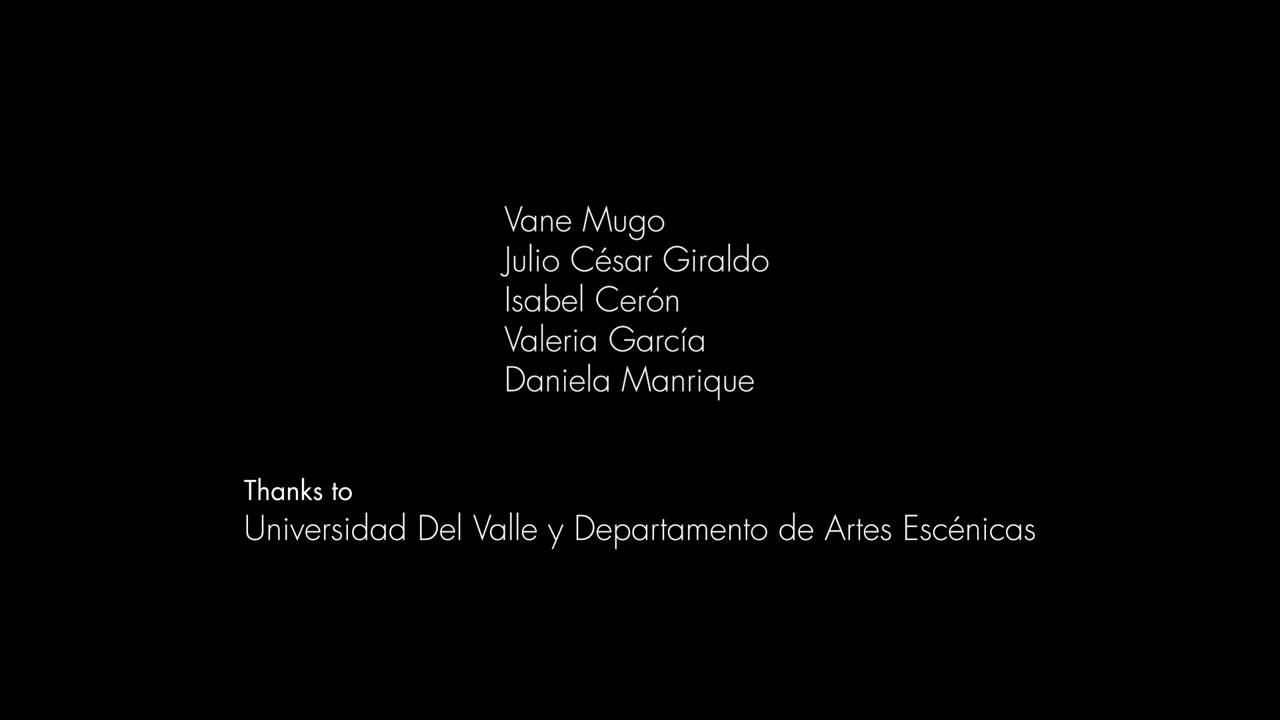 Vane Mugo
Julio César Giraldo
Isabel Cerón
Valeria García
Daniela Manrique
Thanks to
Universidad Del Valle y Departamento de Artes Escénicas